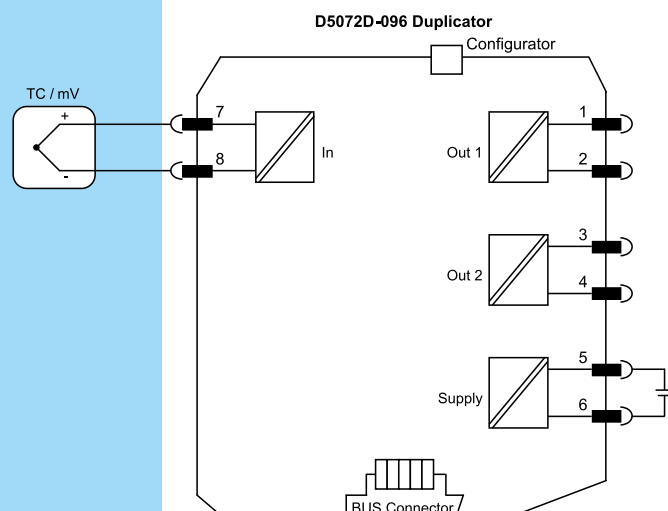 D5072D-096 Duplicator
Configurator
TC / mV
+
-
7
8
In
Out 1
1
2
Out 2
3
4
Supply
5
6
BUS Connector